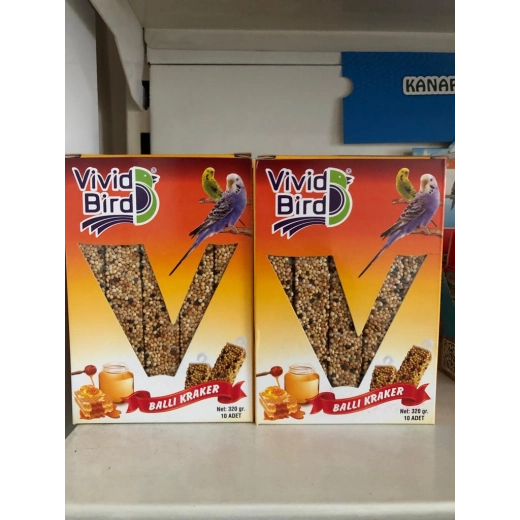 KANAR
Vivid
Bird
BALLI KRAKER
Net: 320 gr.
10 ADET
Vivid
Bird
BALLI KRAKER
Net: 320 gr.
10 ADET